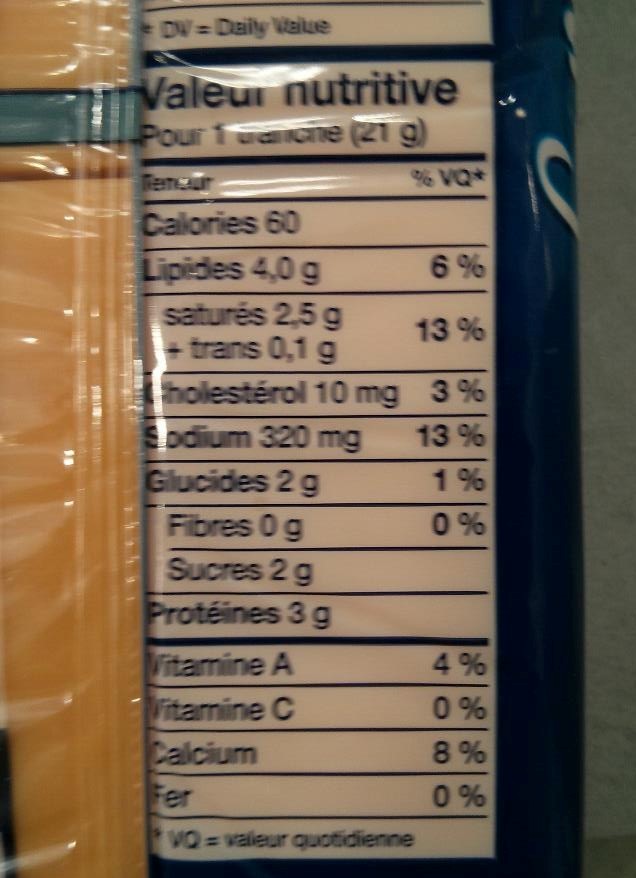 * DV = Daily Value
Valeur nutritive
Pour 1 tranche (21 g)
Teneur % VQ*
Calories 60
Lipides 4,0 g 6 %
saturés 2,5 g
+ trans 0,1 g 13 %
Cholestérol 10 mg 3 %
Sodium 320 mg 13 %
Glucides 2 g 1 %
Fibres 0 g 0 %
Sucres 2 g
Protéines 3 g
Vitamine A 4 %
Vitamine C 0 %
Calcium 8 %
Fer 0 %
* VQ = valeur quotidienne